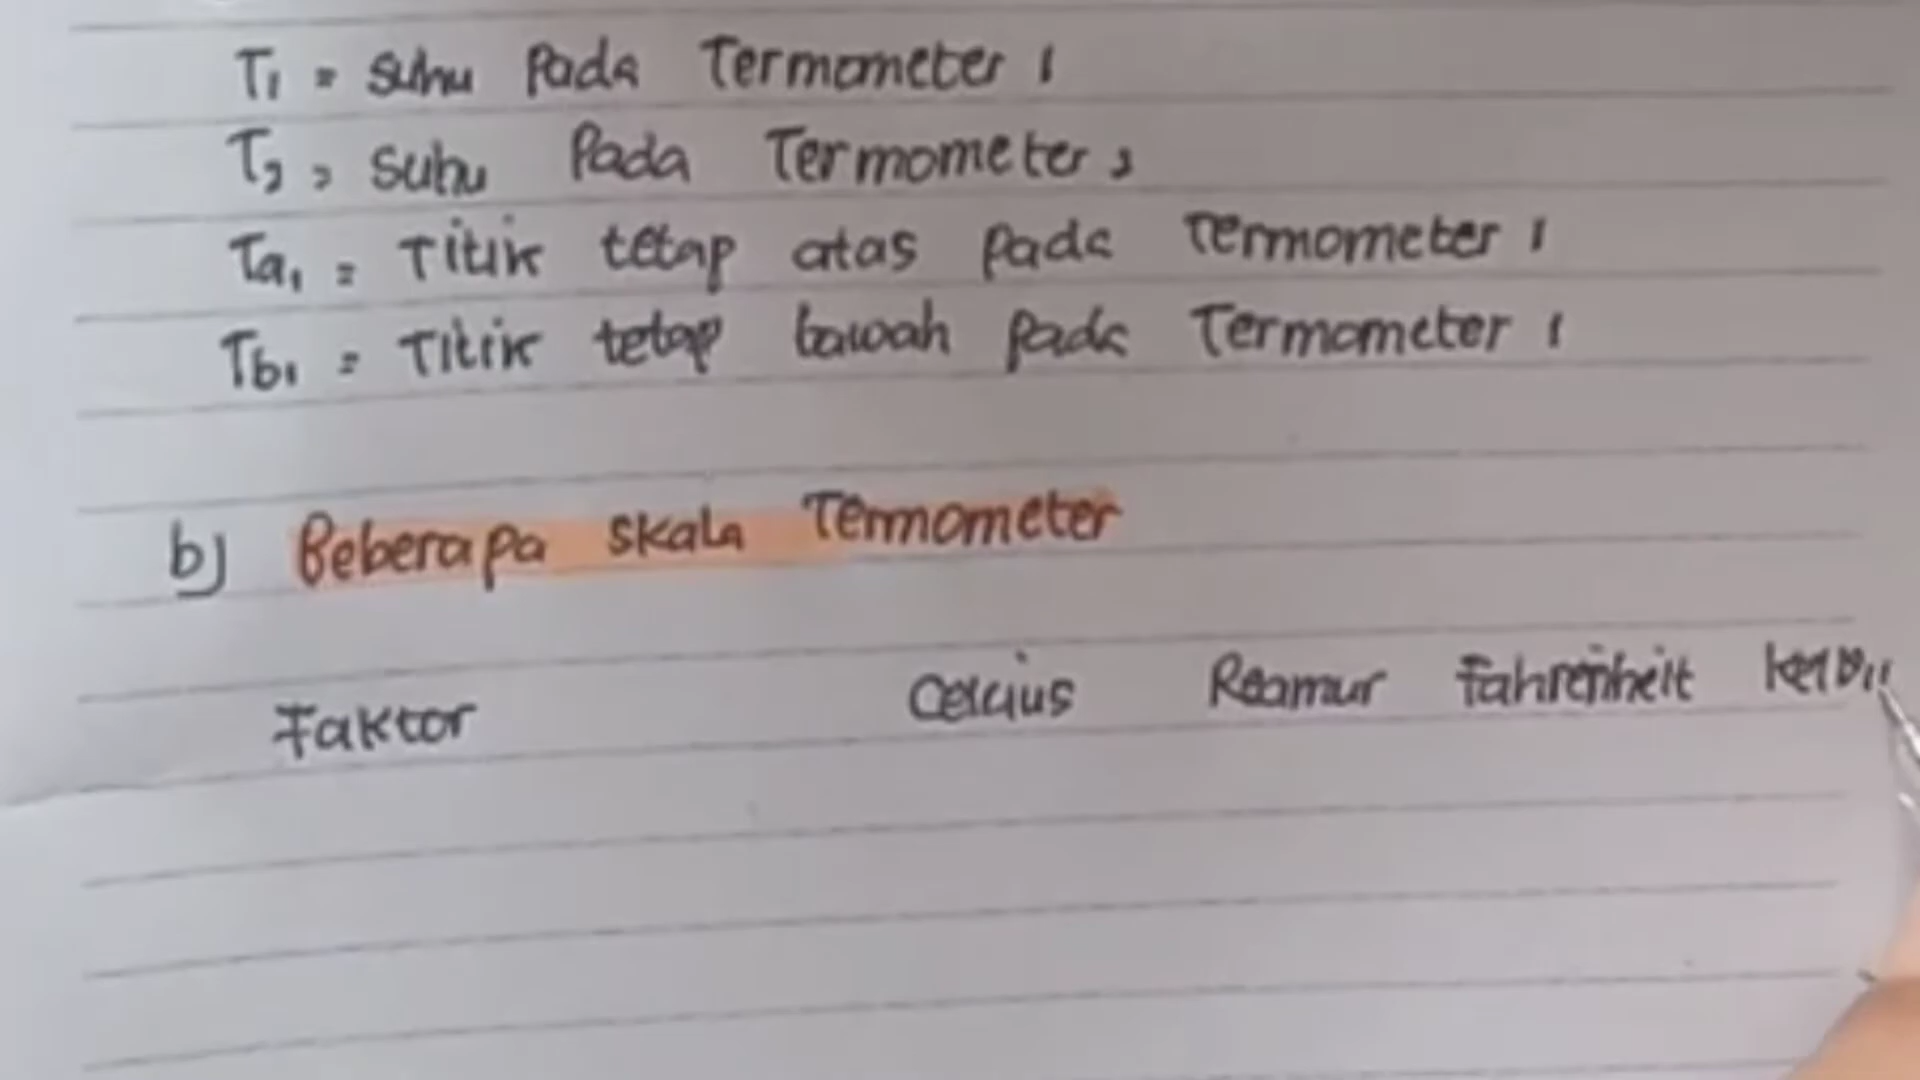 T1 = suhu Pada Termometer 1
T2 = suhu Pada Termometer 2
Ta1 = Titik tetap atas Pada Termometer 1
Tb1 = Titik tetap bawah Pada Termometer 1
b) Beberapa skala Termometer
Faktor Celcius Reamur Fahrenheit